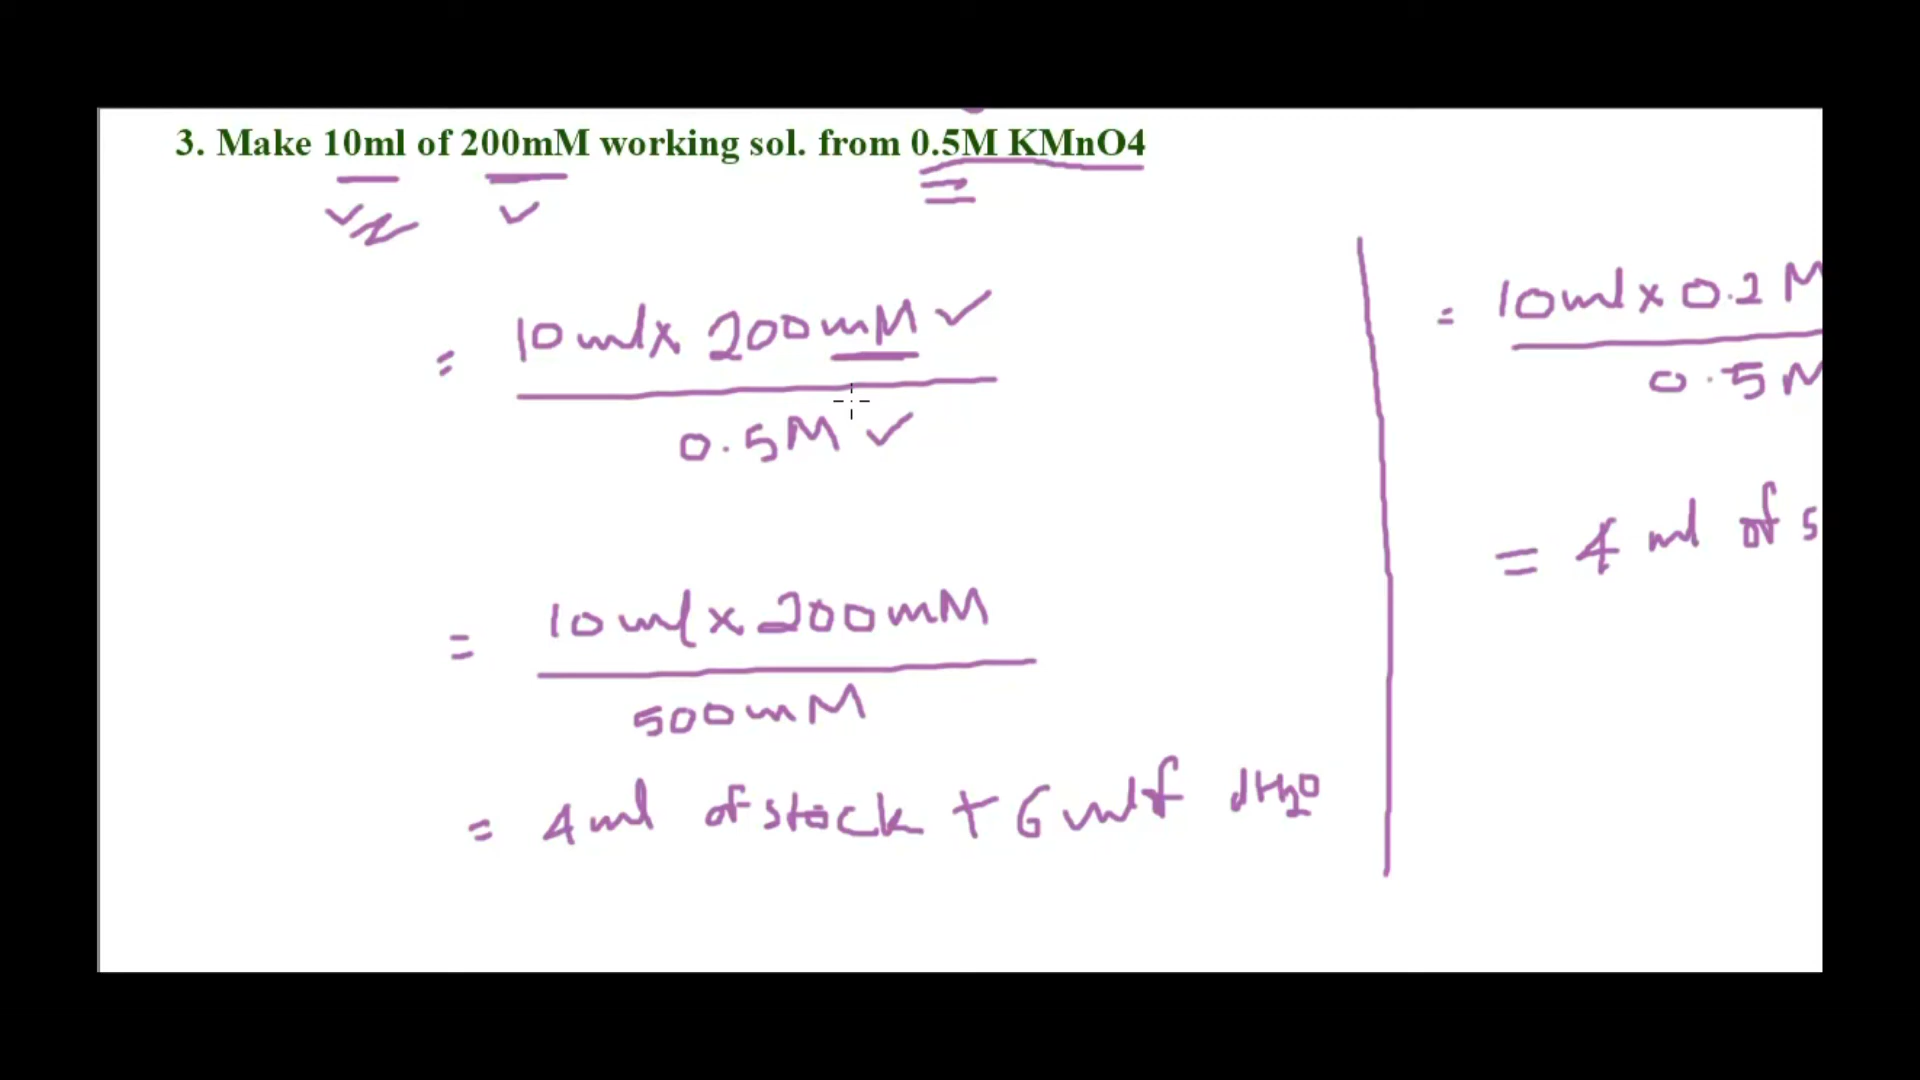 3. Make 10ml of 200mM working sol. from 0.5M KMnO4
= 10ml x 200mM
0.5M
= 10ml x 200mM
500mM
= 4ml of stock + 6ml of dH2O
= 10ml x 0.2 M
0.5M
= 4 ml of s